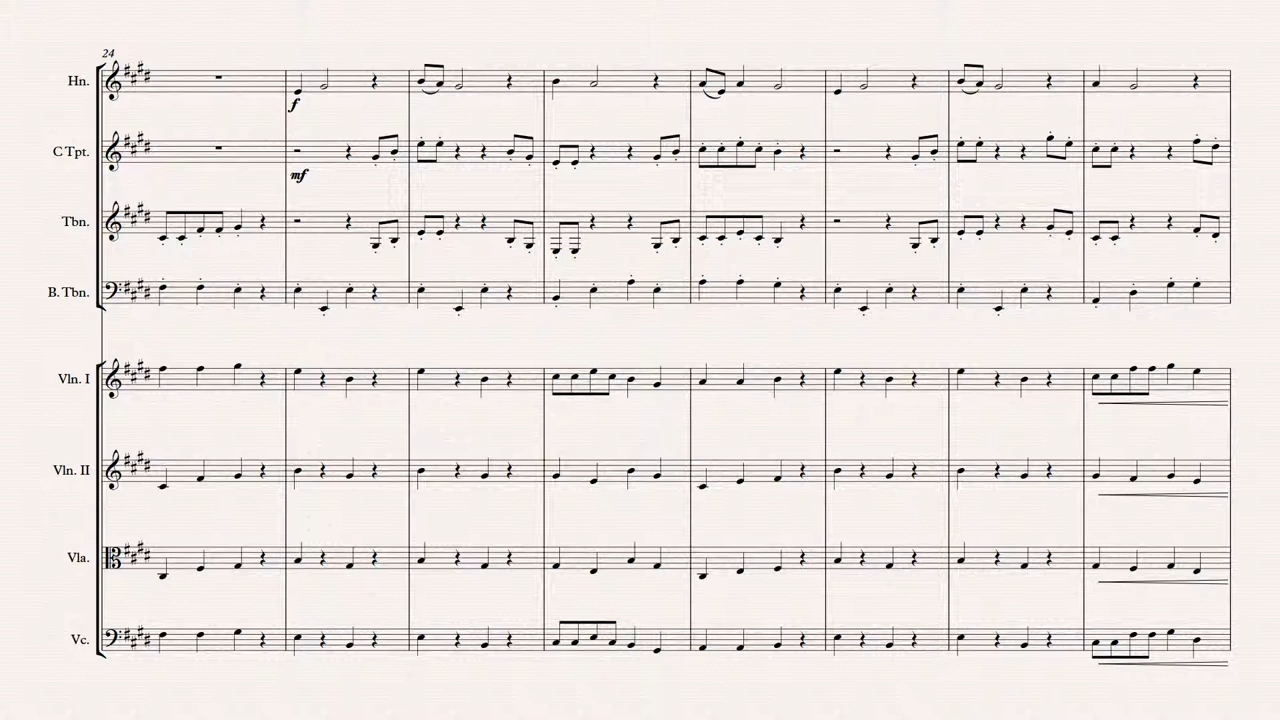 24
Hn.
f
C Tpt.
mf
Tbn.
B. Tbn.
Vln. I
Vln. II
Vla.
Vc.